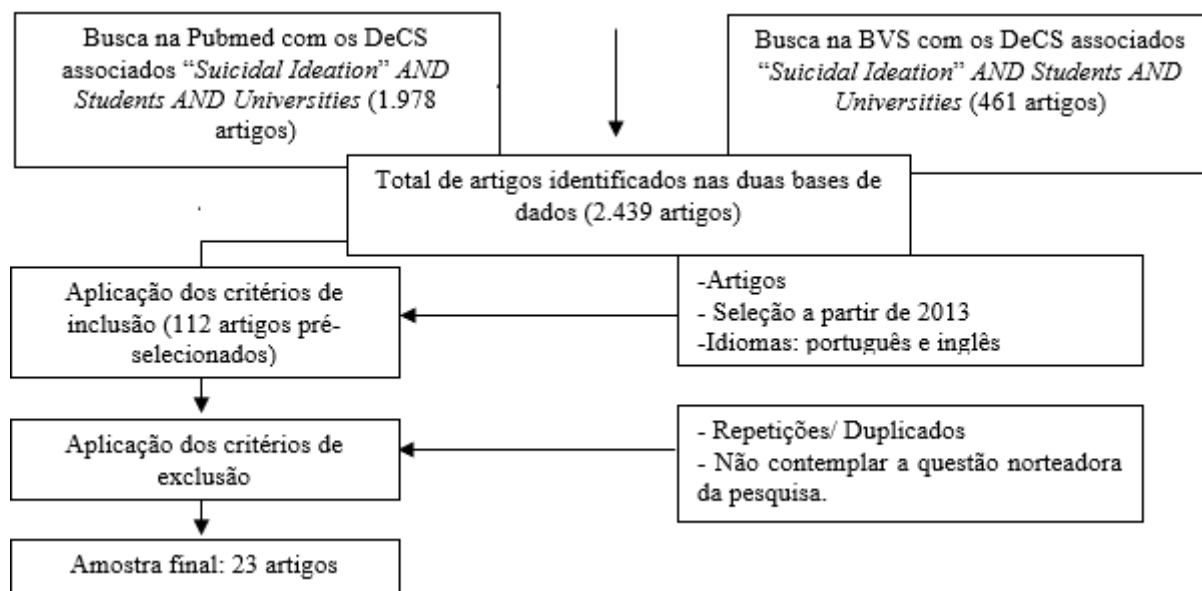 Busca na Pubmed com os DeCS
associados “Suicidal Ideation” AND
Students AND Universities (1.978
artigos)
Busca na BVS com os DeCS associados
“Suicidal Ideation” AND Students AND
Universities (461 artigos)
Total de artigos identificados nas duas bases de
dados (2.439 artigos)
Aplicação dos critérios de
inclusão (112 artigos pré-
selecionados)
-Artigos
- Seleção a partir de 2013
-Idiomas: português e inglês
Aplicação dos critérios de
exclusão
- Repetições/ Duplicados
- Não contemplar a questão norteadora
da pesquisa.
Amostra final: 23 artigos